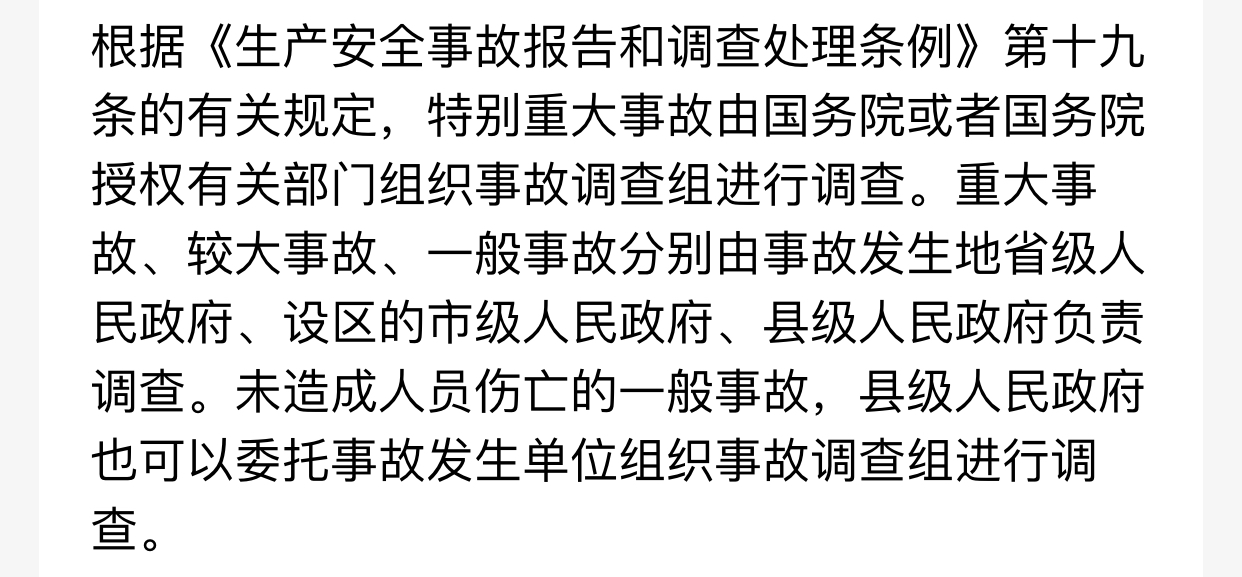 根据《生产安全事故报告和调查处理条例》第十九
条的有关规定，特别重大事故由国务院或者国务院
授权有关部门组织事故调查组进行调查。重大事
故、较大事故、一般事故分别由事故发生地省级人
民政府、设区的市级人民政府、县级人民政府负责
调查。未造成人员伤亡的一般事故，县级人民政府
也可以委托事故发生单位组织事故调查组进行调
查。